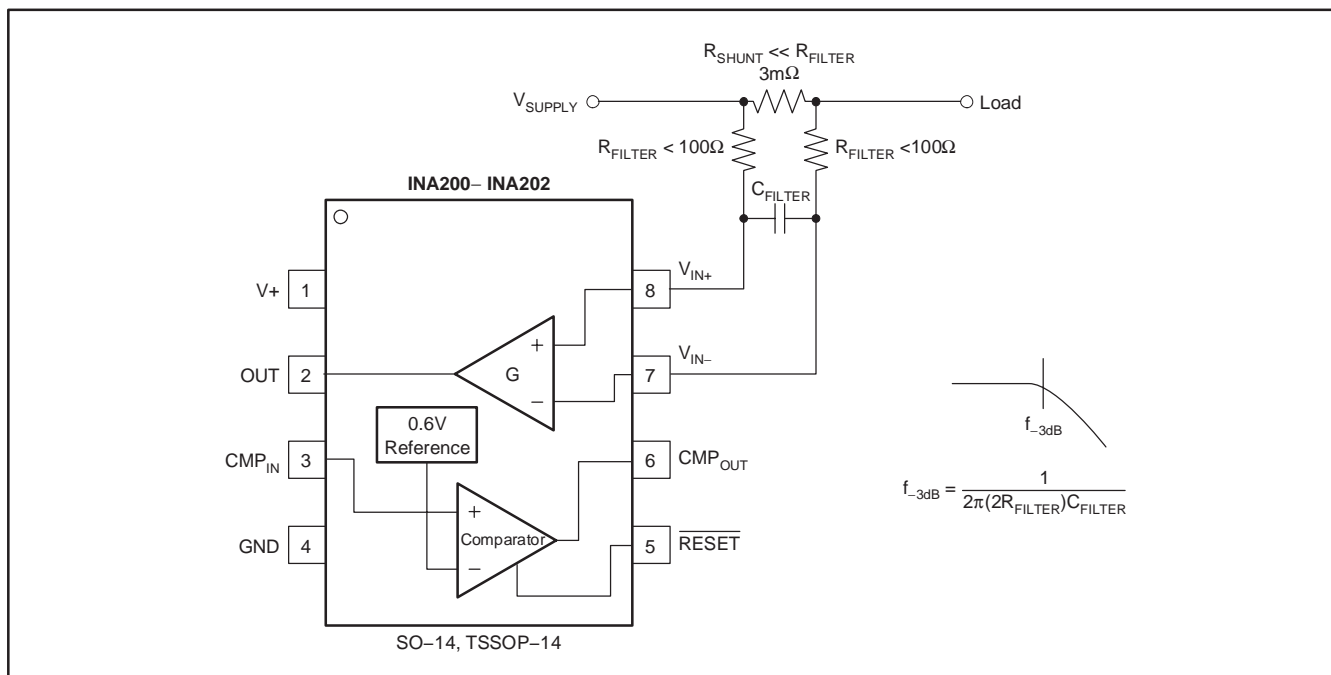 R_SHUNT << R_FILTER
3mΩ
V_SUPPLY
Load
R_FILTER < 100Ω
R_FILTER <100Ω
C_FILTER
INA200– INA202
V+
1
8
V_IN+
OUT
2
G
+
−
7
V_IN−
0.6V
Reference
CMP_IN
3
6
CMP_OUT
+
Comparator
−
GND
4
5
RESET
SO–14, TSSOP–14
f_−3dB
f_−3dB = 1
2π(2R_FILTER)C_FILTER